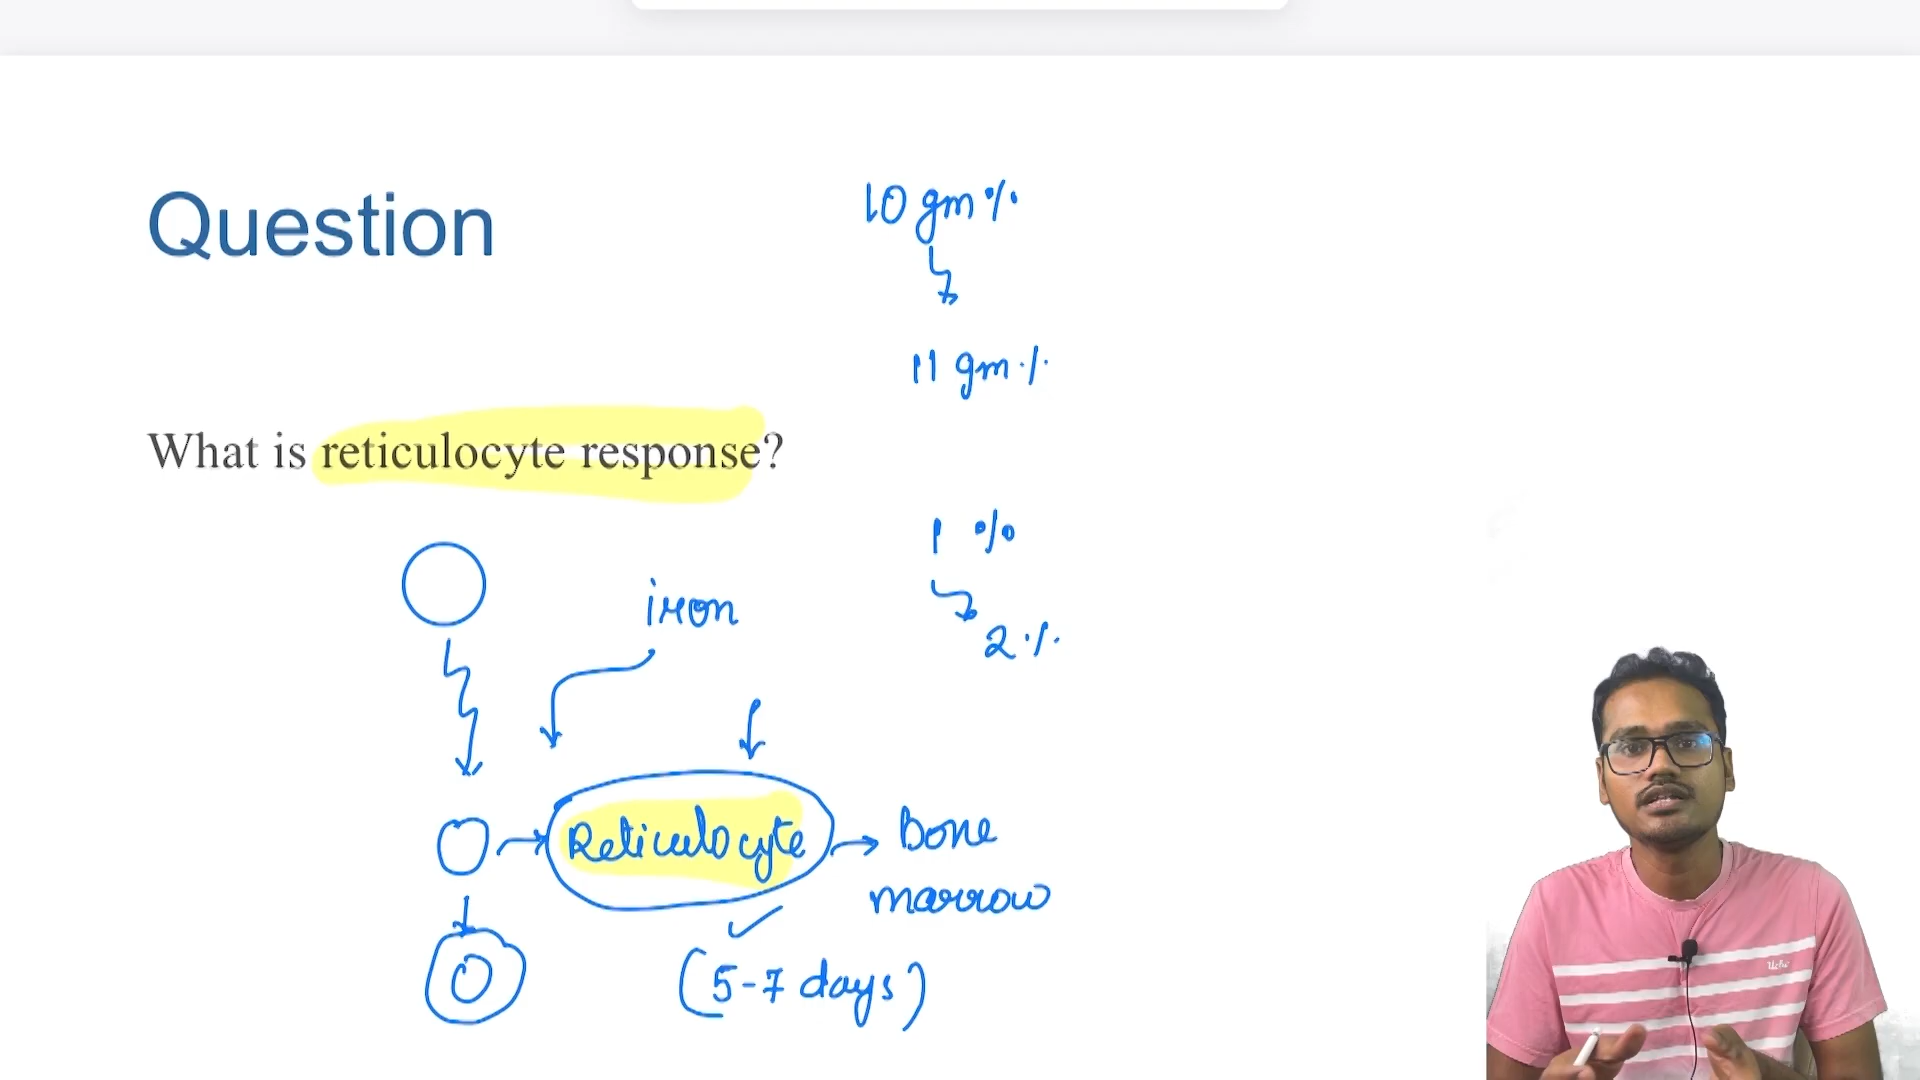 Question
10 gm%
11 gm%
What is reticulocyte response?
1 %
2%
iron
Reticulocyte
Bone
marrow
(5-7 days)